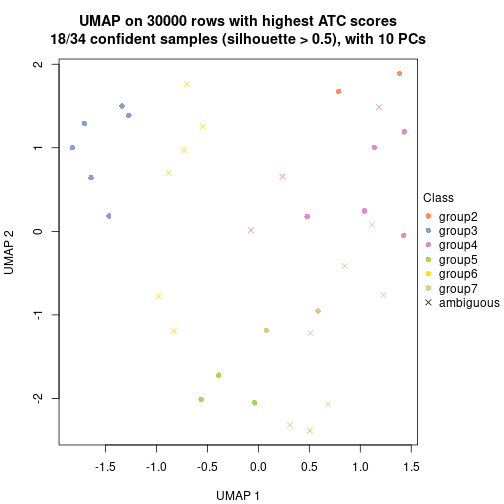 UMAP on 30000 rows with highest ATC scores
18/34 confident samples (silhouette > 0.5), with 10 PCs
2
1
0
-1
-2
UMAP 2
-1.5 -1.0 -0.5 0.0 0.5 1.0 1.5
UMAP 1
Class
group2
group3
group4
group5
group6
group7
ambiguous